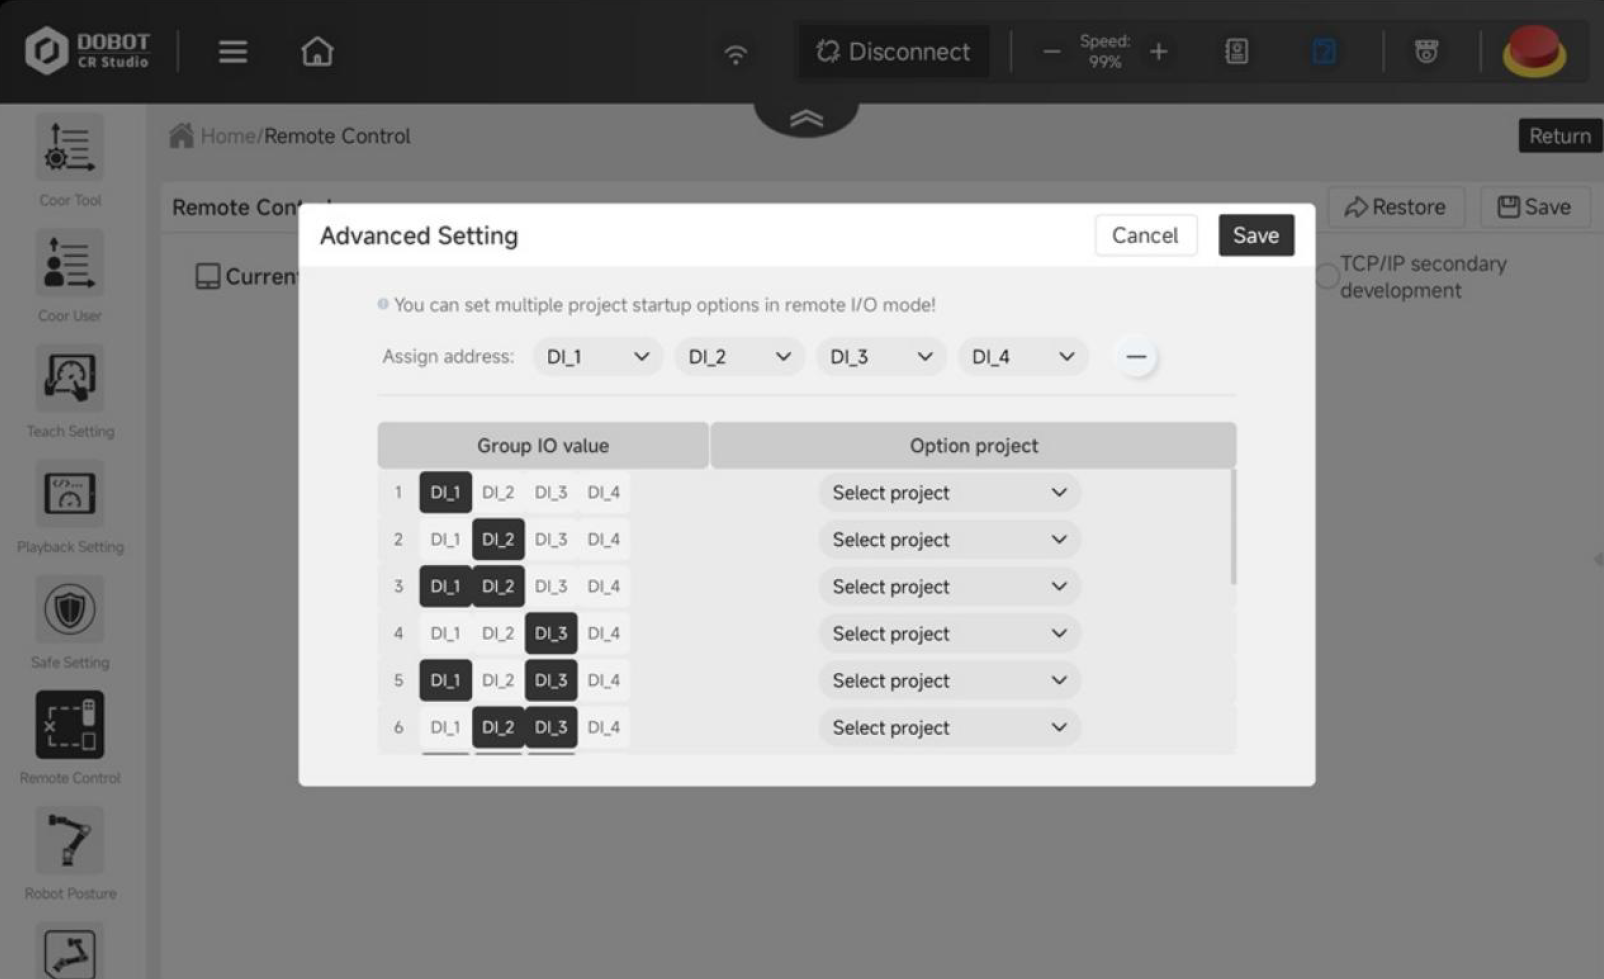 DOBOT
CR Studio
Disconnect
Speed:
99%
Home/Remote Control
Return
Coor Tool
Remote Cont
Restore
Save
Advanced Setting
Cancel
Save
Current
TCP/IP secondary
development
You can set multiple project startup options in remote I/O mode!
Coor User
Assign address: DI_1 DI_2 DI_3 DI_4
Teach Setting
Group IO value Option project
1 DI_1 DI_2 DI_3 DI_4 Select project
2 DI_1 DI_2 DI_3 DI_4 Select project
Playback Setting
3 DI_1 DI_2 DI_3 DI_4 Select project
4 DI_1 DI_2 DI_3 DI_4 Select project
Safe Setting
5 DI_1 DI_2 DI_3 DI_4 Select project
6 DI_1 DI_2 DI_3 DI_4 Select project
Remote Control
Robot Posture